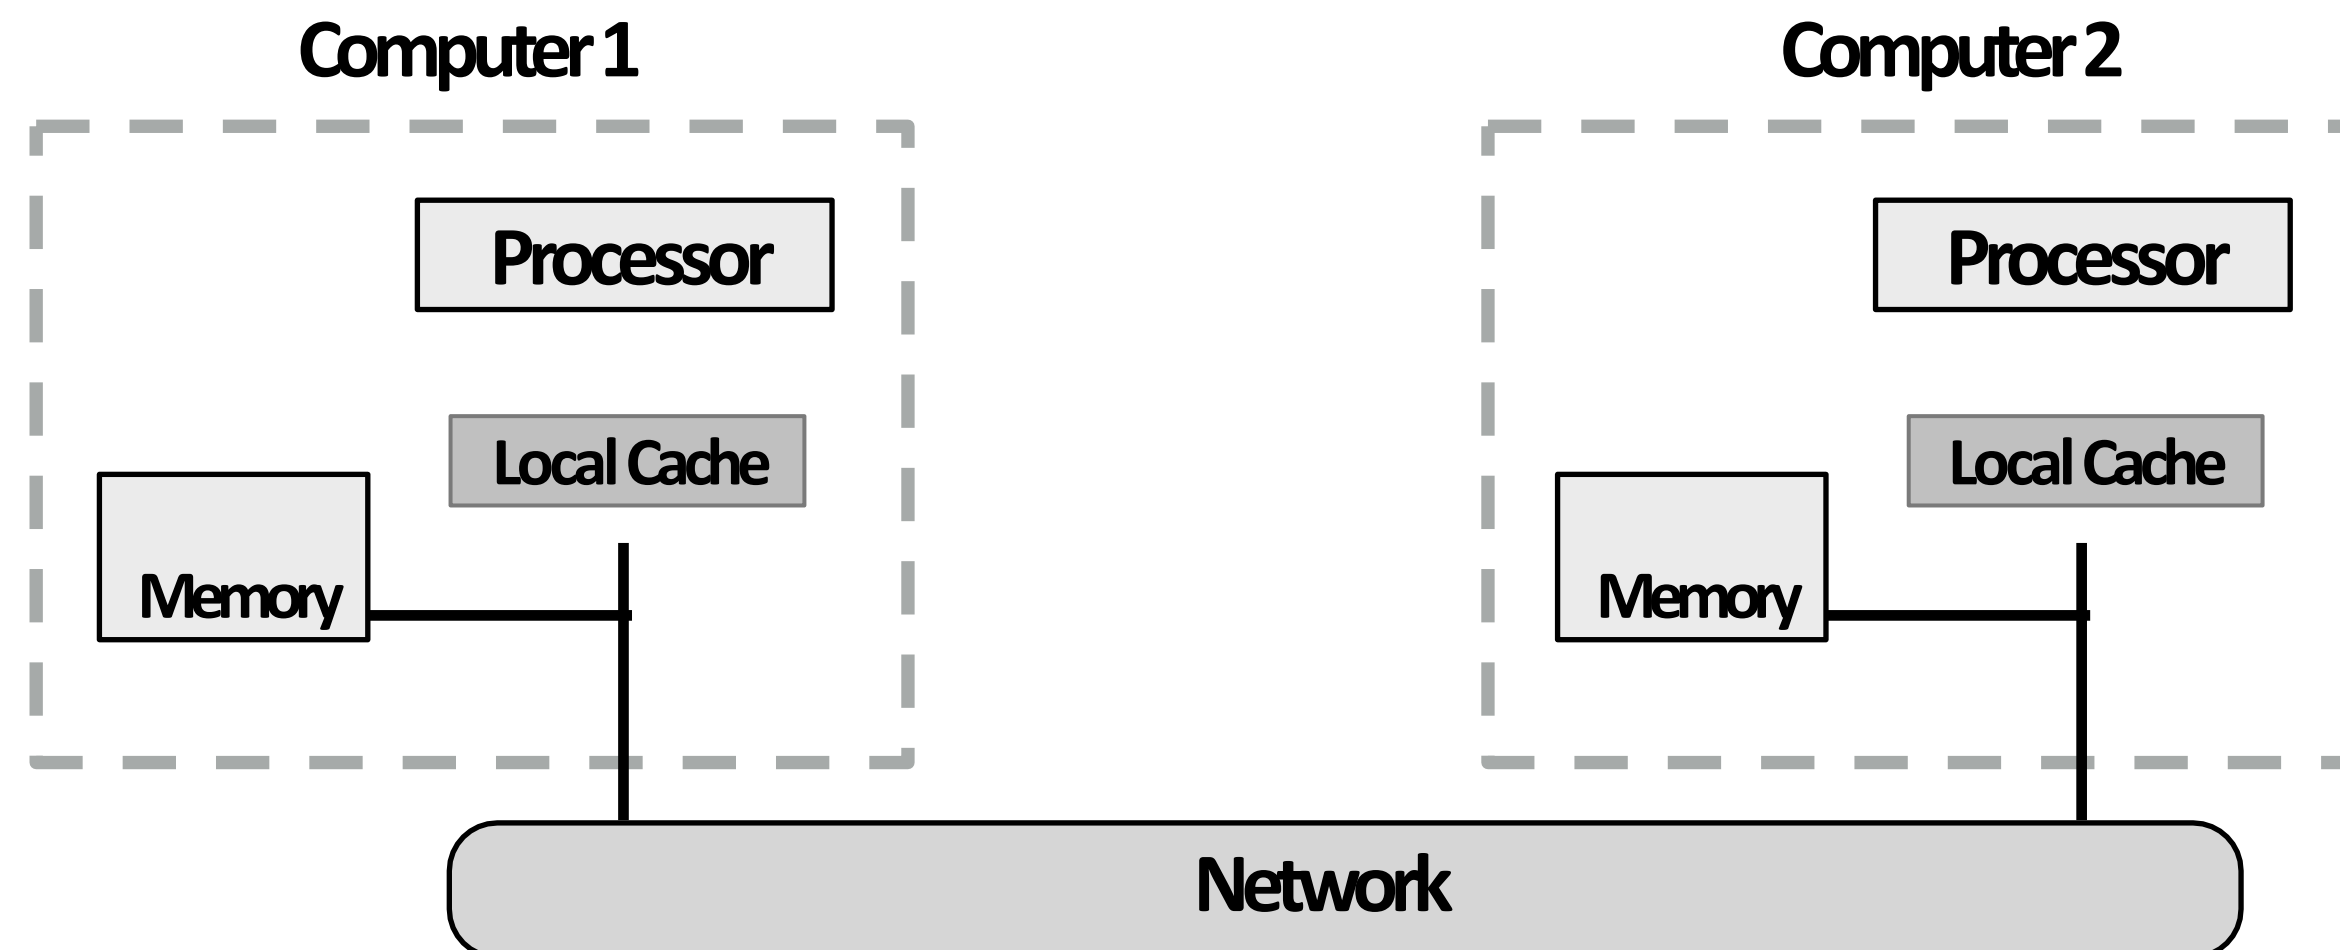 Computer 1
Computer 2
Processor
Processor
Local Cache
Local Cache
Memory
Memory
Network